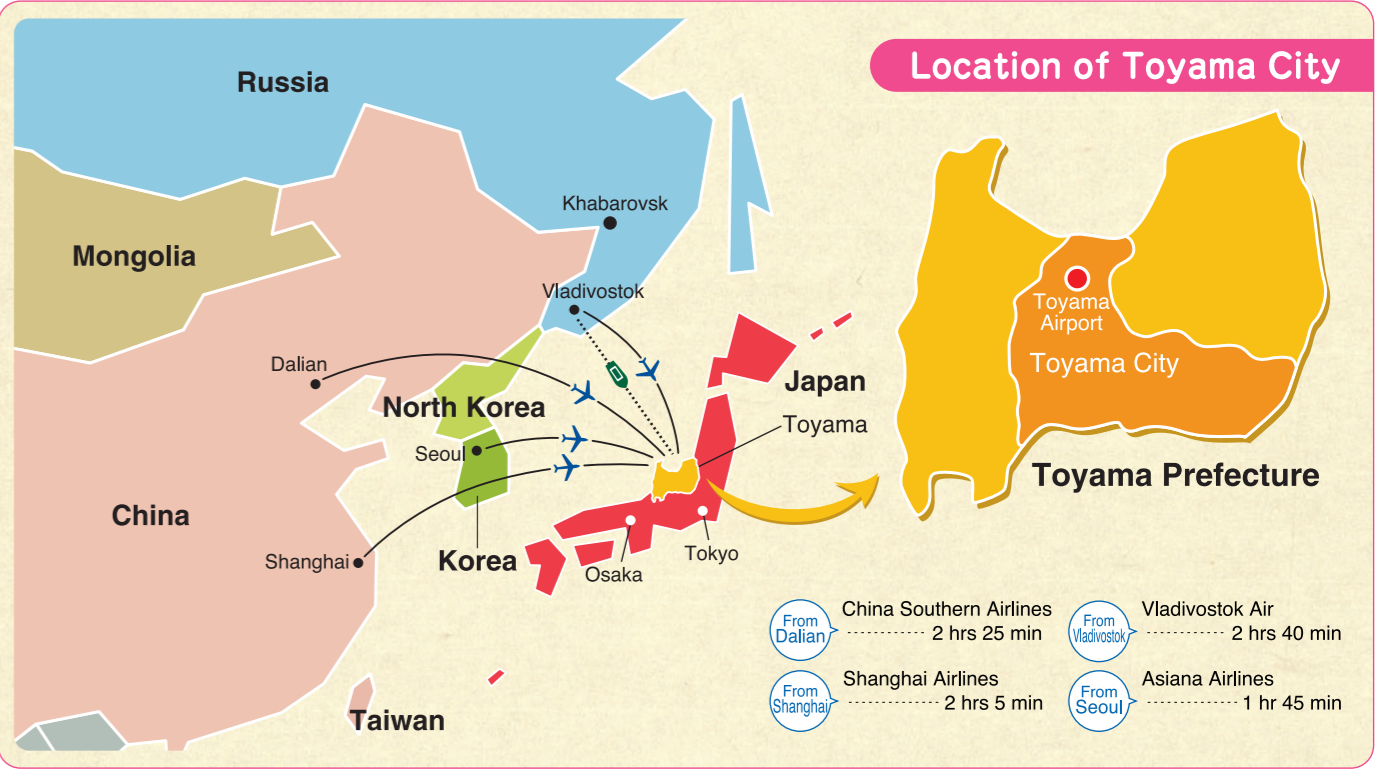 Location of Toyama City
Russia
Khabarovsk
Mongolia
Vladivostok
Dalian
North Korea
Japan
Toyama
Seoul
China
Korea
Shanghai
Osaka
Tokyo
Taiwan
Toyama
Airport
Toyama City
Toyama Prefecture
From
Dalian
China Southern Airlines
2 hrs 25 min
From
Vladivostok
Vladivostok Air
2 hrs 40 min
From
Shanghai
Shanghai Airlines
2 hrs 5 min
From
Seoul
Asiana Airlines
1 hr 45 min